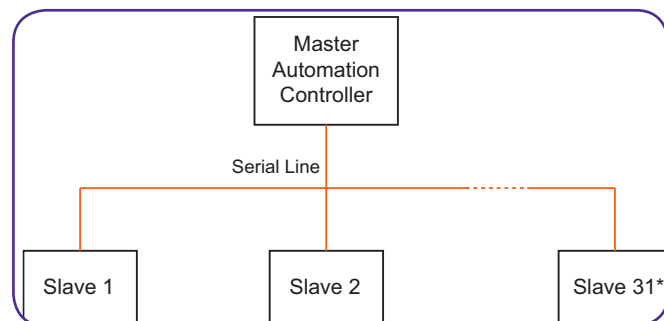 Master
Automation
Controller
Serial Line
Slave 1
Slave 2
Slave 31*